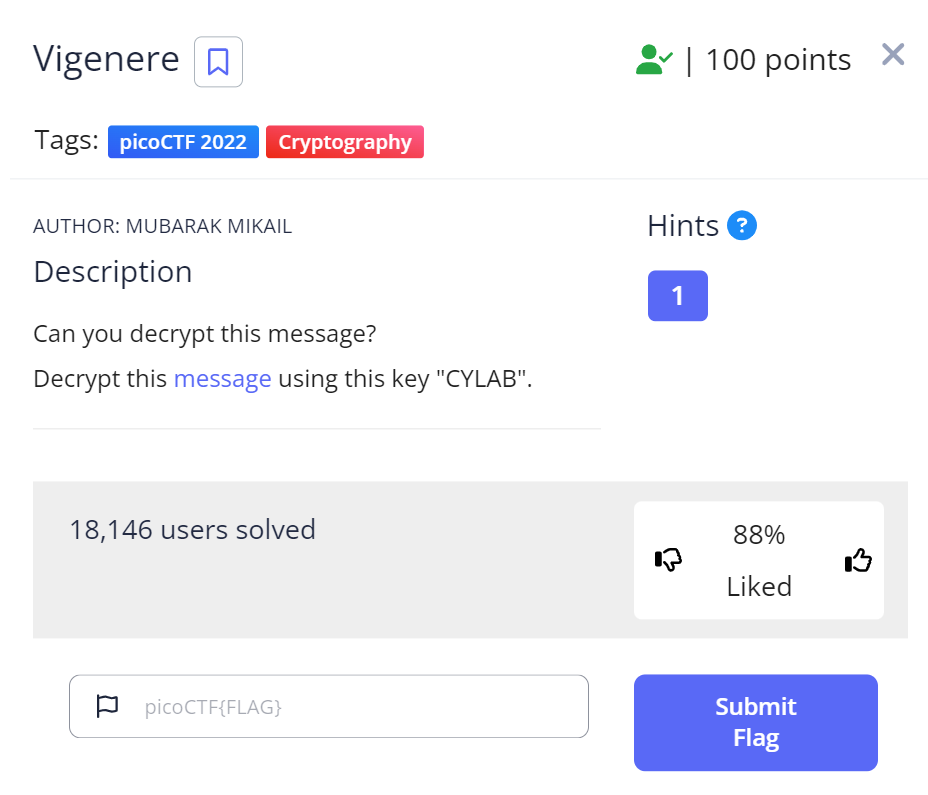 Vigenere
| 100 points
Tags: picoCTF 2022 Cryptography
AUTHOR: MUBARAK MIKAIL
Hints ?
Description
1
Can you decrypt this message?
Decrypt this message using this key "CYLAB".
18,146 users solved
88%
Liked
picoCTF{FLAG}
Submit
Flag